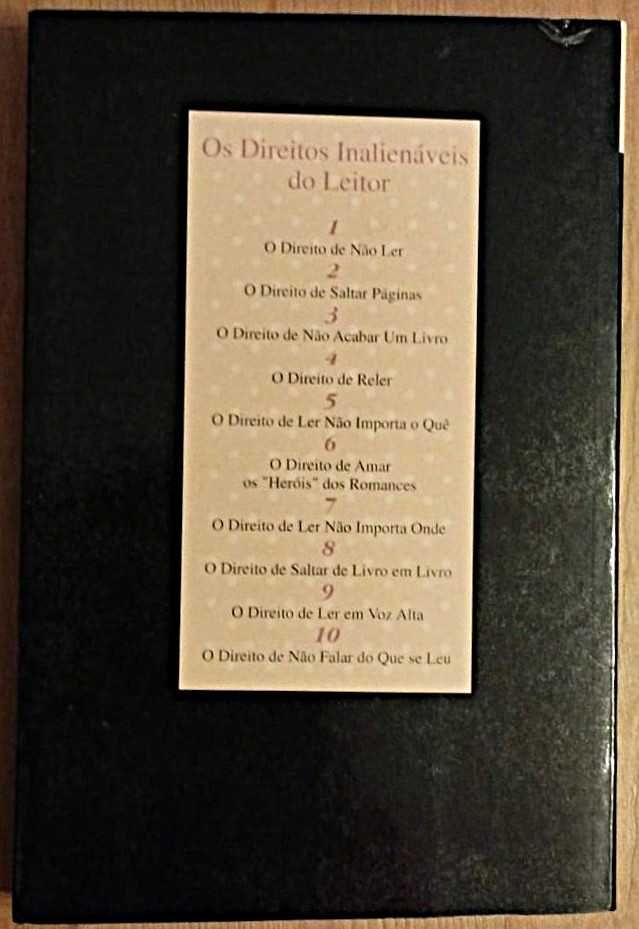 Os Direitos Inalienáveis
do Leitor
1
O Direito de Não Ler
2
O Direito de Saltar Páginas
3
O Direito de Não Acabar Um Livro
4
O Direito de Reler
5
O Direito de Ler Não Importa o Quê
6
O Direito de Amar
os "Heróis" dos Romances
7
O Direito de Ler Não Importa Onde
8
O Direito de Saltar de Livro em Livro
9
O Direito de Ler em Voz Alta
10
O Direito de Não Falar do Que se Leu